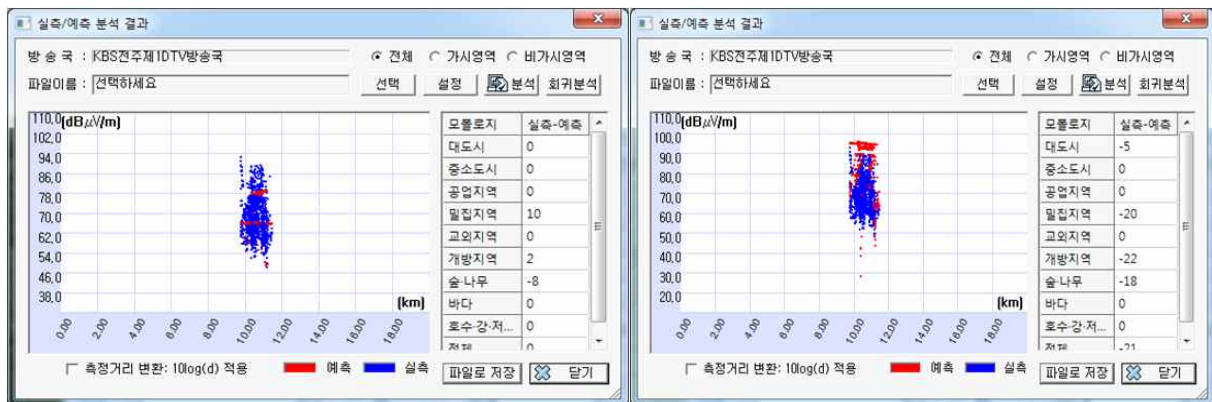 실측/예측 분석 결과
방 송 국 : KBS전주제1DTV방송국
전체 가시영역 비가시영역
파일이름 : 선택하세요
선택 설정 분석 회귀분석
110,0 (dBμV/m)
102,0
94,0
86,0
78,0
70,0
62,0
54,0
46,0
38,0
(km)
0,00 2,00 4,00 6,00 8,00 10,00 12,00 14,00 16,00 18,00
모폴로지 실측-예측
대도시 0
중소도시 0
공업지역 0
밀집지역 10
교외지역 0
개방지역 2
숲·나무 -8
바다 0
호수·강·저... 0
전체 0
측정거리 변환: 10log(d) 적용
예측 실측
파일로 저장 닫기
실측/예측 분석 결과
방 송 국 : KBS전주제1DTV방송국
전체 가시영역 비가시영역
파일이름 : 선택하세요
선택 설정 분석 회귀분석
110,0 (dBμV/m)
100,0
90,0
80,0
70,0
60,0
50,0
40,0
30,0
20,0
(km)
0,00 2,00 4,00 6,00 8,00 10,00 12,00 14,00 16,00 18,00
모폴로지 실측-예측
대도시 -5
중소도시 0
공업지역 0
밀집지역 -20
교외지역 0
개방지역 -22
숲·나무 -18
바다 0
호수·강·저... 0
전체 -21
측정거리 변환: 10log(d) 적용
예측 실측
파일로 저장 닫기